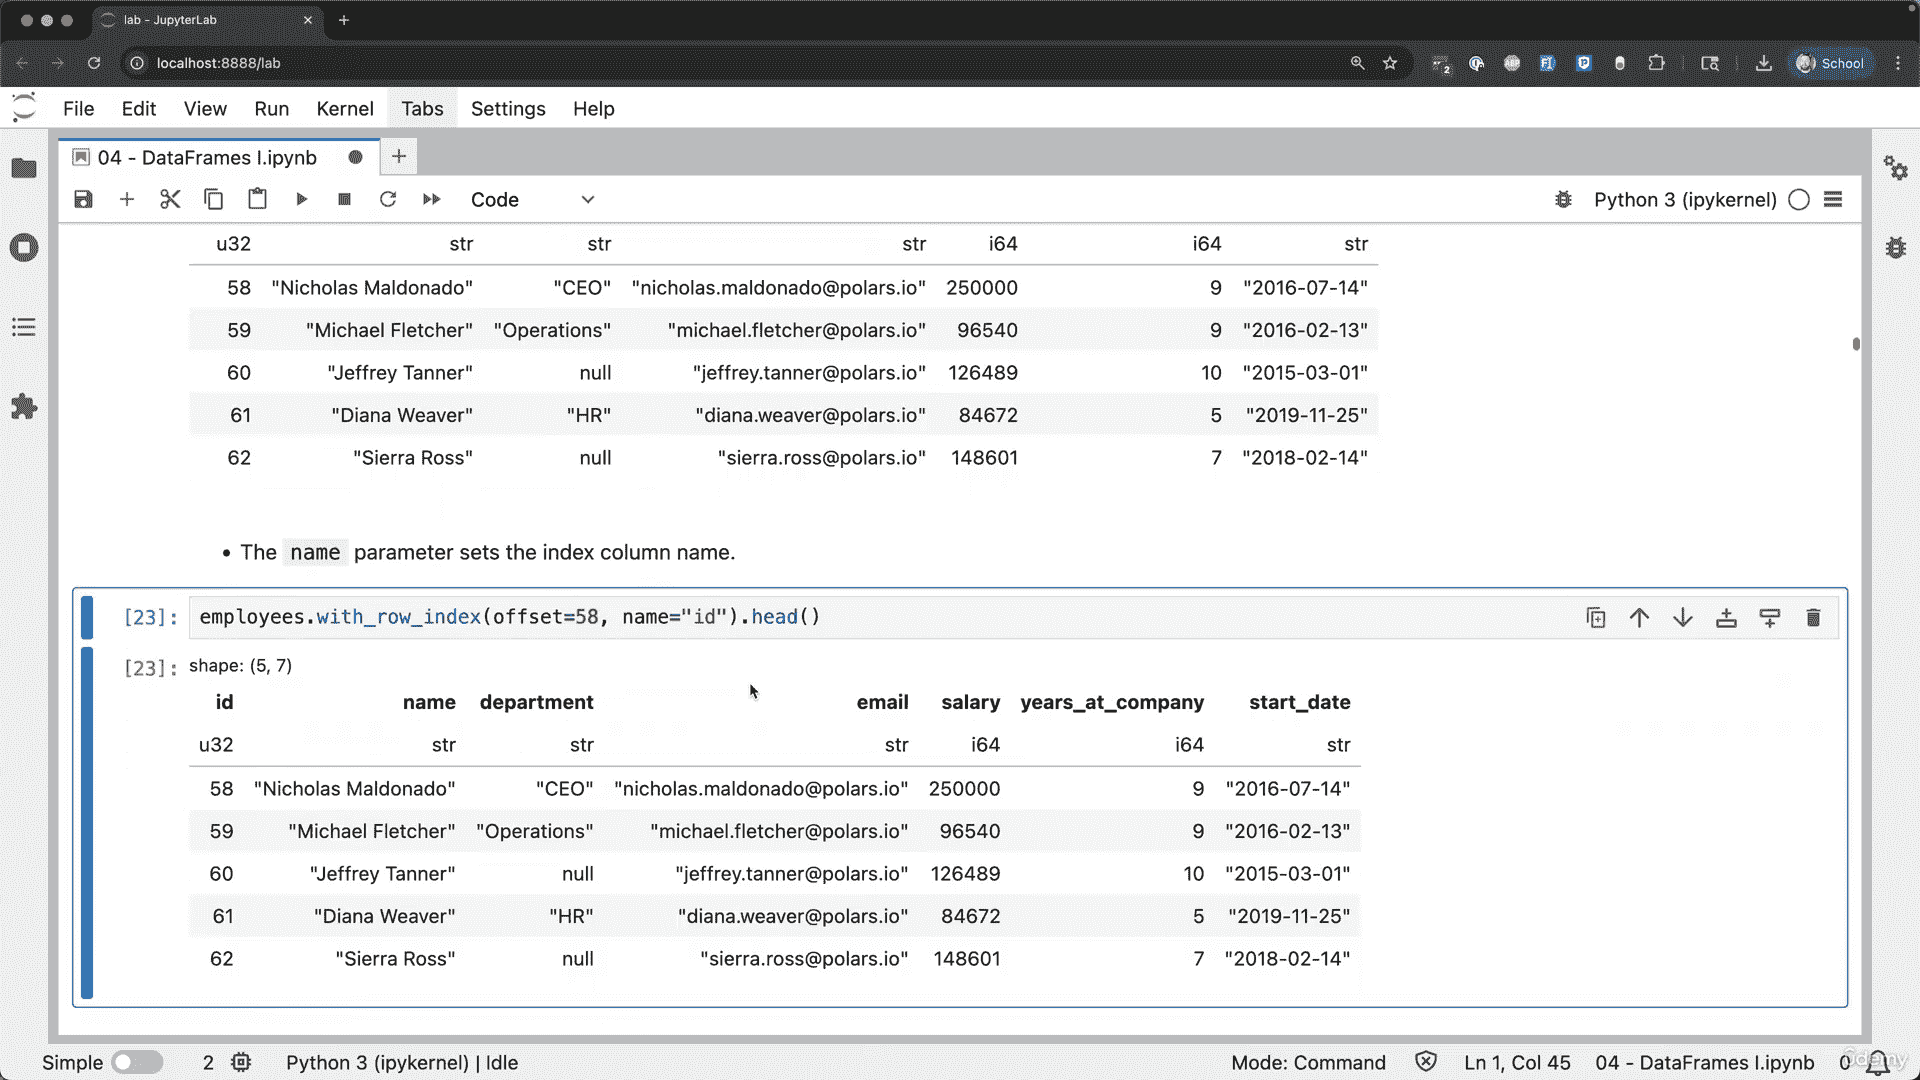 lab - JupyterLab
localhost:8888/lab
2
School
File Edit View Run Kernel Tabs Settings Help
04 - DataFrames I.ipynb
Code
Python 3 (ipykernel)
u32 str str str i64 i64 str
58 "Nicholas Maldonado" "CEO" "nicholas.maldonado@polars.io" 250000 9 "2016-07-14"
59 "Michael Fletcher" "Operations" "michael.fletcher@polars.io" 96540 9 "2016-02-13"
60 "Jeffrey Tanner" null "jeffrey.tanner@polars.io" 126489 10 "2015-03-01"
61 "Diana Weaver" "HR" "diana.weaver@polars.io" 84672 5 "2019-11-25"
62 "Sierra Ross" null "sierra.ross@polars.io" 148601 7 "2018-02-14"
• The name parameter sets the index column name.
[23]: employees.with_row_index(offset=58, name="id").head()
[23]: shape: (5, 7)
id name department email salary years_at_company start_date
u32 str str str i64 i64 str
58 "Nicholas Maldonado" "CEO" "nicholas.maldonado@polars.io" 250000 9 "2016-07-14"
59 "Michael Fletcher" "Operations" "michael.fletcher@polars.io" 96540 9 "2016-02-13"
60 "Jeffrey Tanner" null "jeffrey.tanner@polars.io" 126489 10 "2015-03-01"
61 "Diana Weaver" "HR" "diana.weaver@polars.io" 84672 5 "2019-11-25"
62 "Sierra Ross" null "sierra.ross@polars.io" 148601 7 "2018-02-14"
Simple 2 Python 3 (ipykernel) | Idle Mode: Command Ln 1, Col 45 04 - DataFrames I.ipynb 0
Udemy